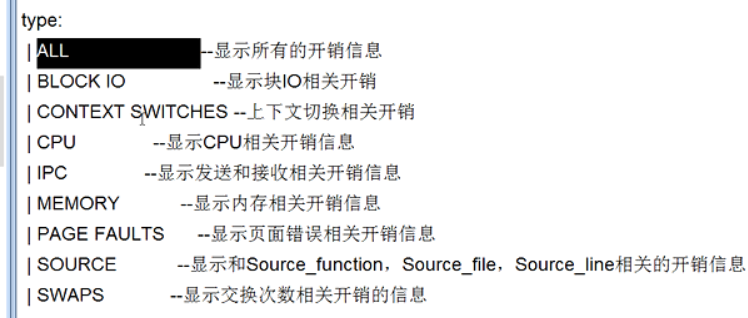 type:
| ALL --显示所有的开销信息
| BLOCK IO --显示块IO相关开销
| CONTEXT SWITCHES --上下文切换相关开销
| CPU --显示CPU相关开销信息
| IPC --显示发送和接收相关开销信息
| MEMORY --显示内存相关开销信息
| PAGE FAULTS --显示页面错误相关开销信息
| SOURCE --显示和Source_function，Source_file，Source_line相关的开销信息
| SWAPS --显示交换次数相关开销的信息